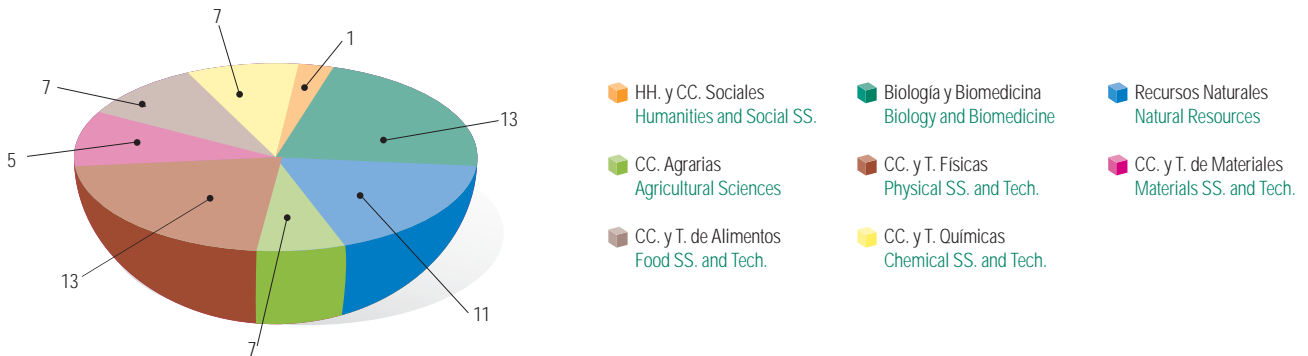 7
1
7
13
5
13
11
7
HH. y CC. Sociales
Humanities and Social SS.
Biología y Biomedicina
Biology and Biomedicine
Recursos Naturales
Natural Resources
CC. Agrarias
Agricultural Sciences
CC. y T. Físicas
Physical SS. and Tech.
CC. y T. de Materiales
Materials SS. and Tech.
CC. y T. de Alimentos
Food SS. and Tech.
CC. y T. Químicas
Chemical SS. and Tech.